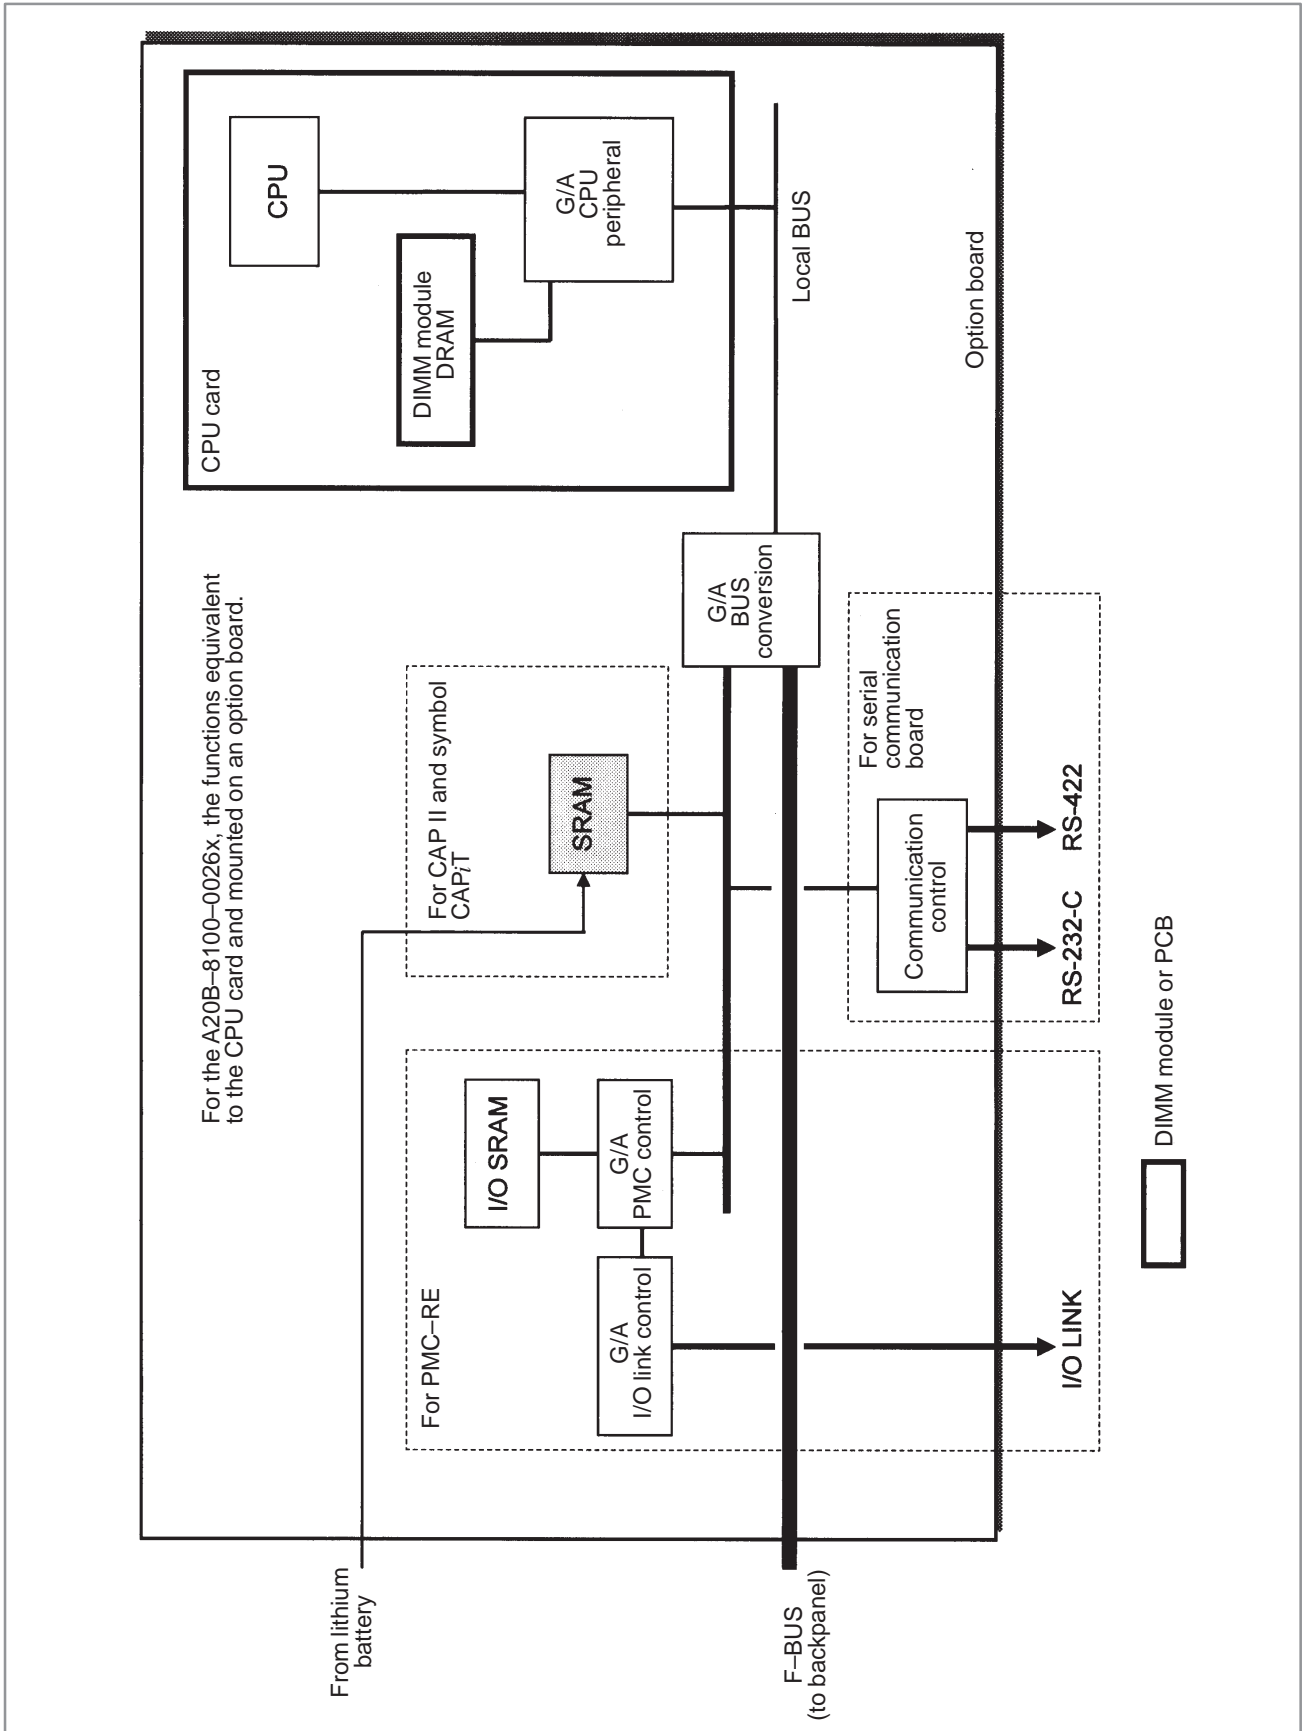 For the A20B–8100–0026x, the functions equivalent
to the CPU card and mounted on an option board.
CPU card
CPU
DIMM module
DRAM
G/A
CPU
peripheral
Local BUS
Option board
G/A
BUS
conversion
For CAP II and symbol
CAPiT
SRAM
For serial
communication
board
Communication
control
RS-232-C
RS-422
For PMC–RE
I/O SRAM
G/A
PMC control
G/A
I/O link control
I/O LINK
From lithium
battery
F–BUS
(to backpanel)
DIMM module or PCB